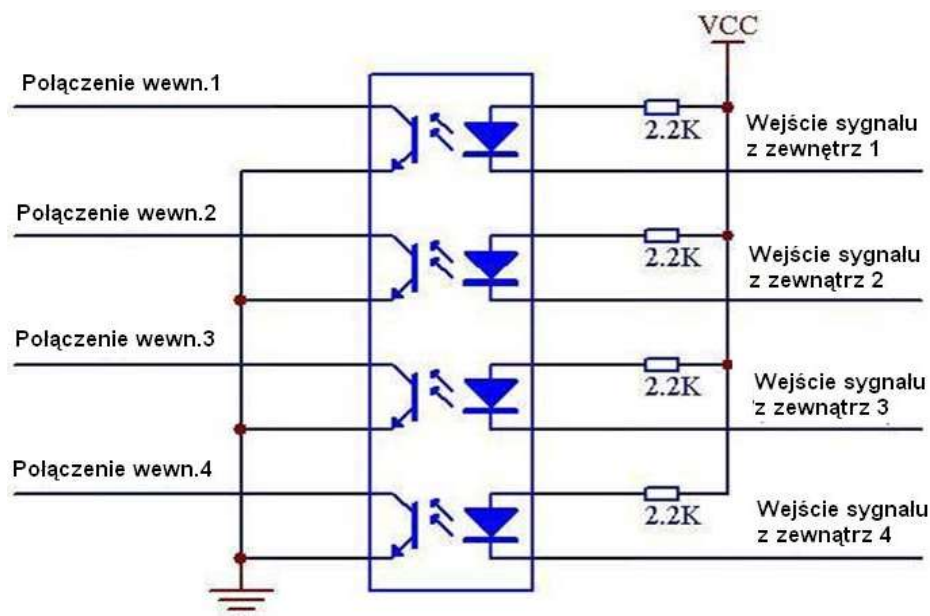 VCC
Połączenie wewn.1
2.2K
Wejście sygnalu
z zewnętrz 1
Połączenie wewn.2
2.2K
Wejście sygnalu
z zewnątrz 2
Połączenie wewn.3
2.2K
Wejście sygnalu
z zewnątrz 3
Połączenie wewn.4
2.2K
Wejście sygnalu
z zewnątrz 4